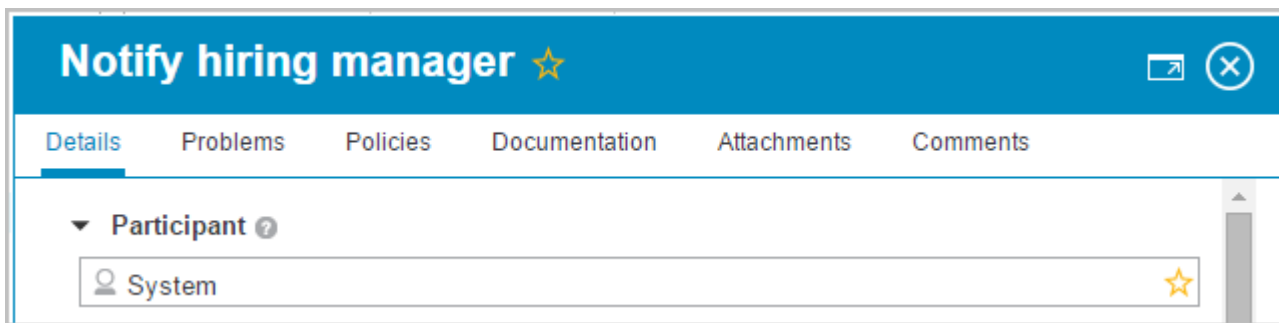 Notify hiring manager
Details Problems Policies Documentation Attachments Comments
Participant ?
System